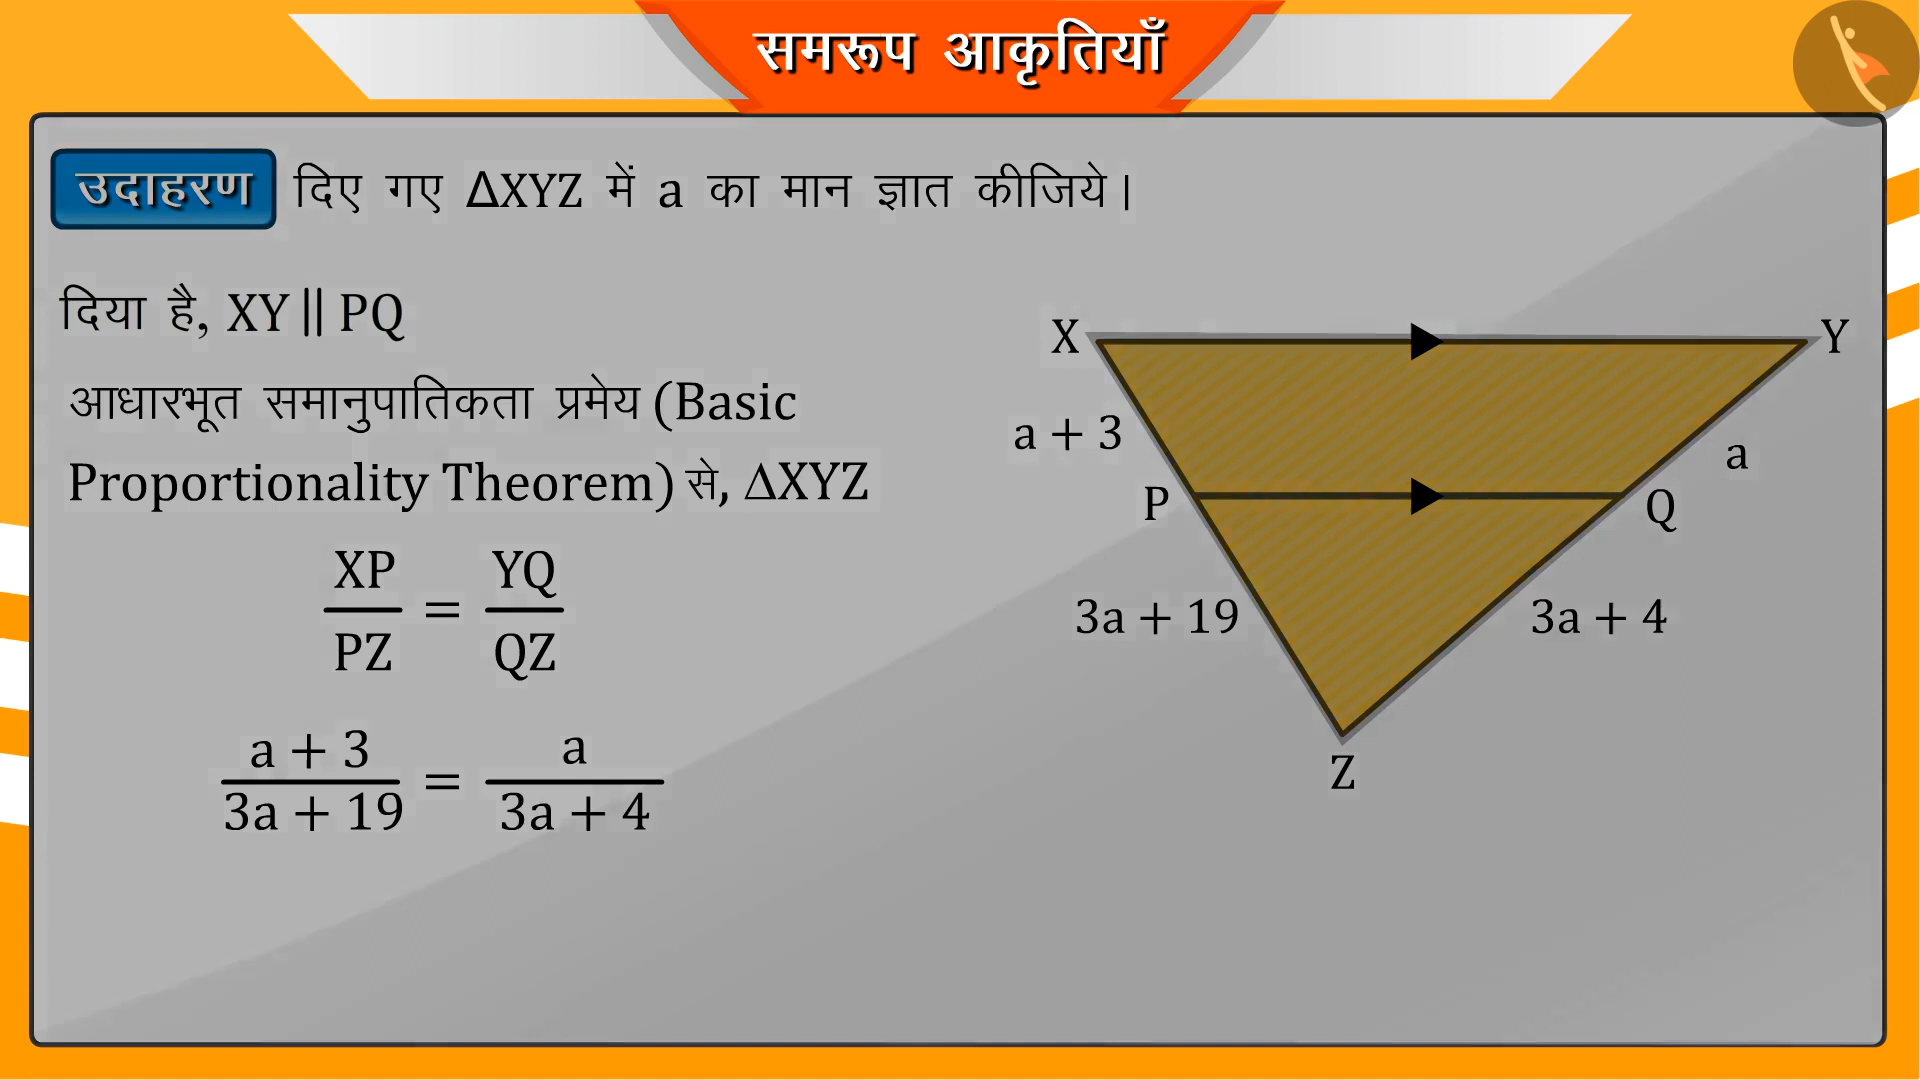 समरूप आकृतियाँ
उदाहरण दिए गए ΔXYZ में a का मान ज्ञात कीजिये।
दिया है, XY || PQ
आधारभूत समानुपातिकता प्रमेय (Basic
Proportionality Theorem) से, ΔXYZ
XP/PZ = YQ/QZ
a + 3/3a + 19 = a/3a + 4
X Y
a + 3 a
P Q
3a + 19 3a + 4
Z